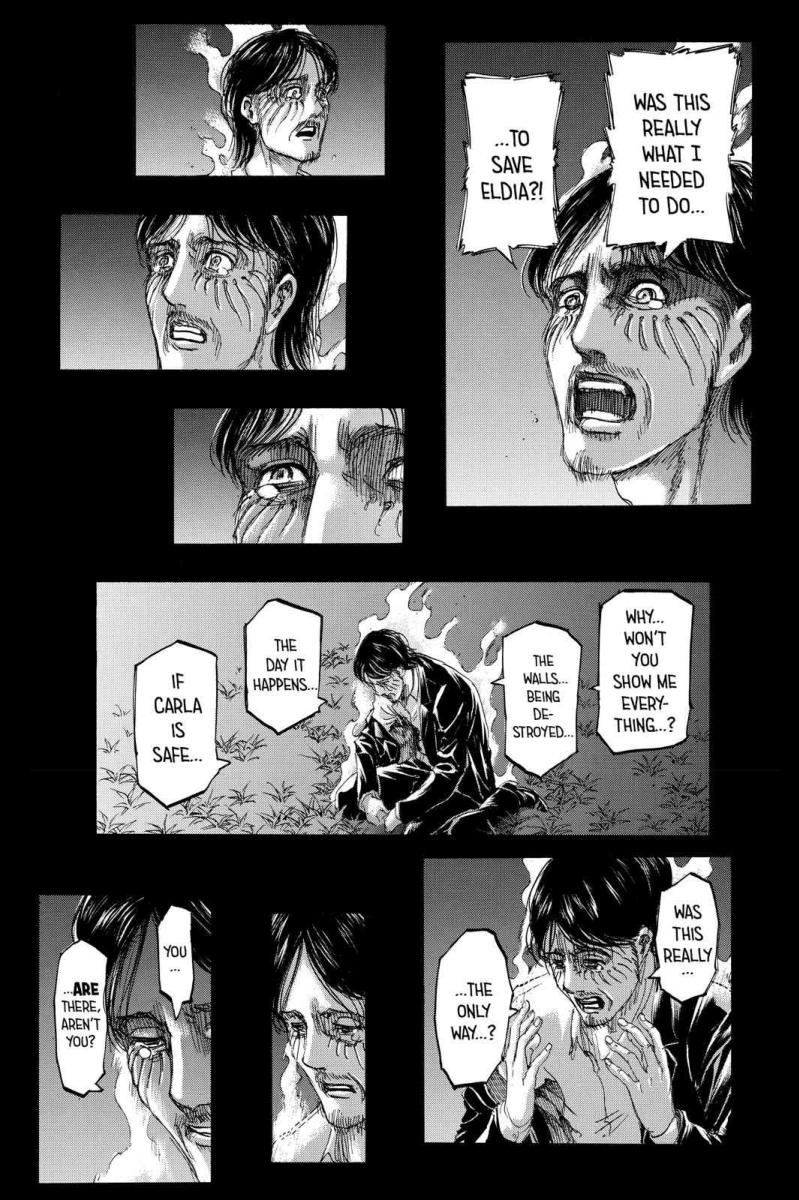 WAS THIS
REALLY
WHAT I
NEEDED
TO DO...
...TO
SAVE
ELDIA?!
WHY...
WON'T
YOU
SHOW ME
EVERY-
THING...?
THE
WALLS...
BEING
DE-
STROYED...
THE
DAY IT
HAPPENS...
IF
CARLA
IS
SAFE...
WAS
THIS
REALLY
...
...THE
ONLY
WAY...?
YOU
...
...ARE
THERE,
AREN'T
YOU?